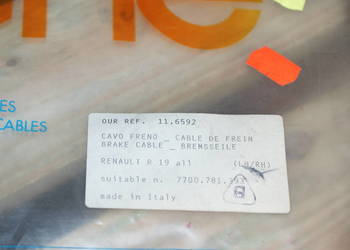 ES
CABLES
OUR REF. 11.6592
CAVO FRENO _ CABLE DE FREIN
BRAKE CABLE _ BREMSSEILE
RENAULT R 19 all (LH/RH)
suitable n. 7700.781.
made in Italy